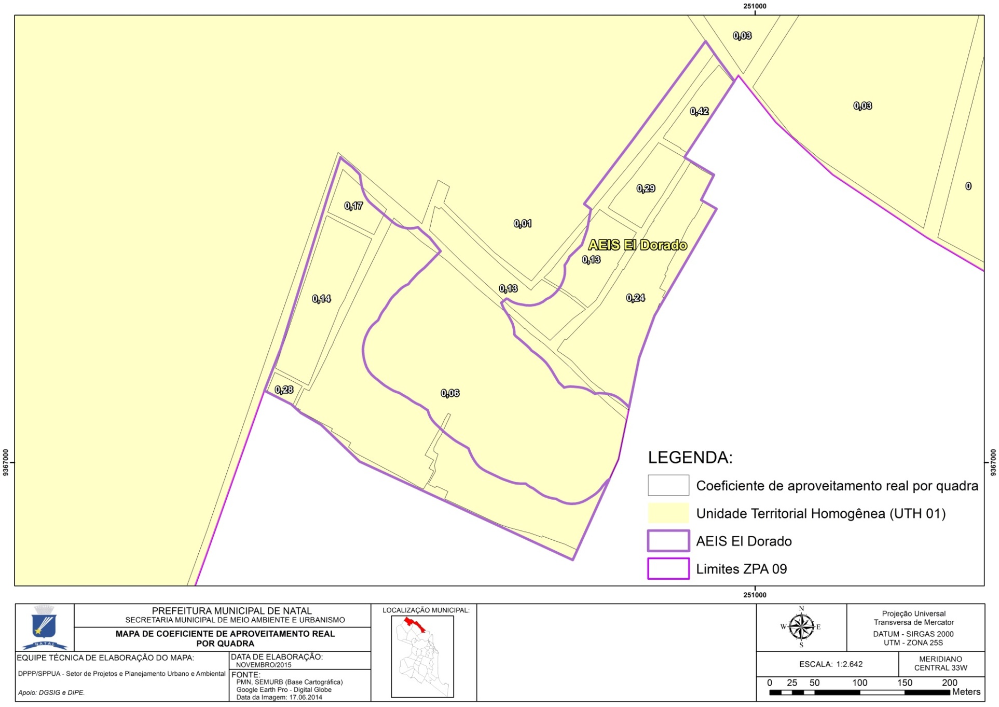 251000
0,03
0,03
0,42
0,29
0
0,17
0,01
AEIS El Dorado
0,13
0,13
0,24
0,14
0,28
0,06
9367000
9367000
LEGENDA:
Coeficiente de aproveitamento real por quadra
Unidade Territorial Homogênea (UTH 01)
AEIS El Dorado
Limites ZPA 09
251000
PREFEITURA MUNICIPAL DE NATAL
SECRETARIA MUNICIPAL DE MEIO AMBIENTE E URBANISMO
MAPA DE COEFICIENTE DE APROVEITAMENTO REAL
POR QUADRA
NATAL
EQUIPE TÉCNICA DE ELABORAÇÃO DO MAPA:
DPPP/SPPUA - Setor de Projetos e Planejamento Urbano e Ambiental
Apoio: DGSIG e DIPE.
DATA DE ELABORAÇÃO:
NOVEMBRO/2015
FONTE:
PMN, SEMURB (Base Cartográfica)
Google Earth Pro - Digital Globe
Data da Imagem: 17.06.2014
LOCALIZAÇÃO MUNICIPAL:
N
W
E
S
Projeção Universal
Transversa de Mercator
DATUM - SIRGAS 2000
UTM - ZONA 25S
ESCALA: 1:2.642
MERIDIANO
CENTRAL 33W
0 25 50 100 150 200
Meters